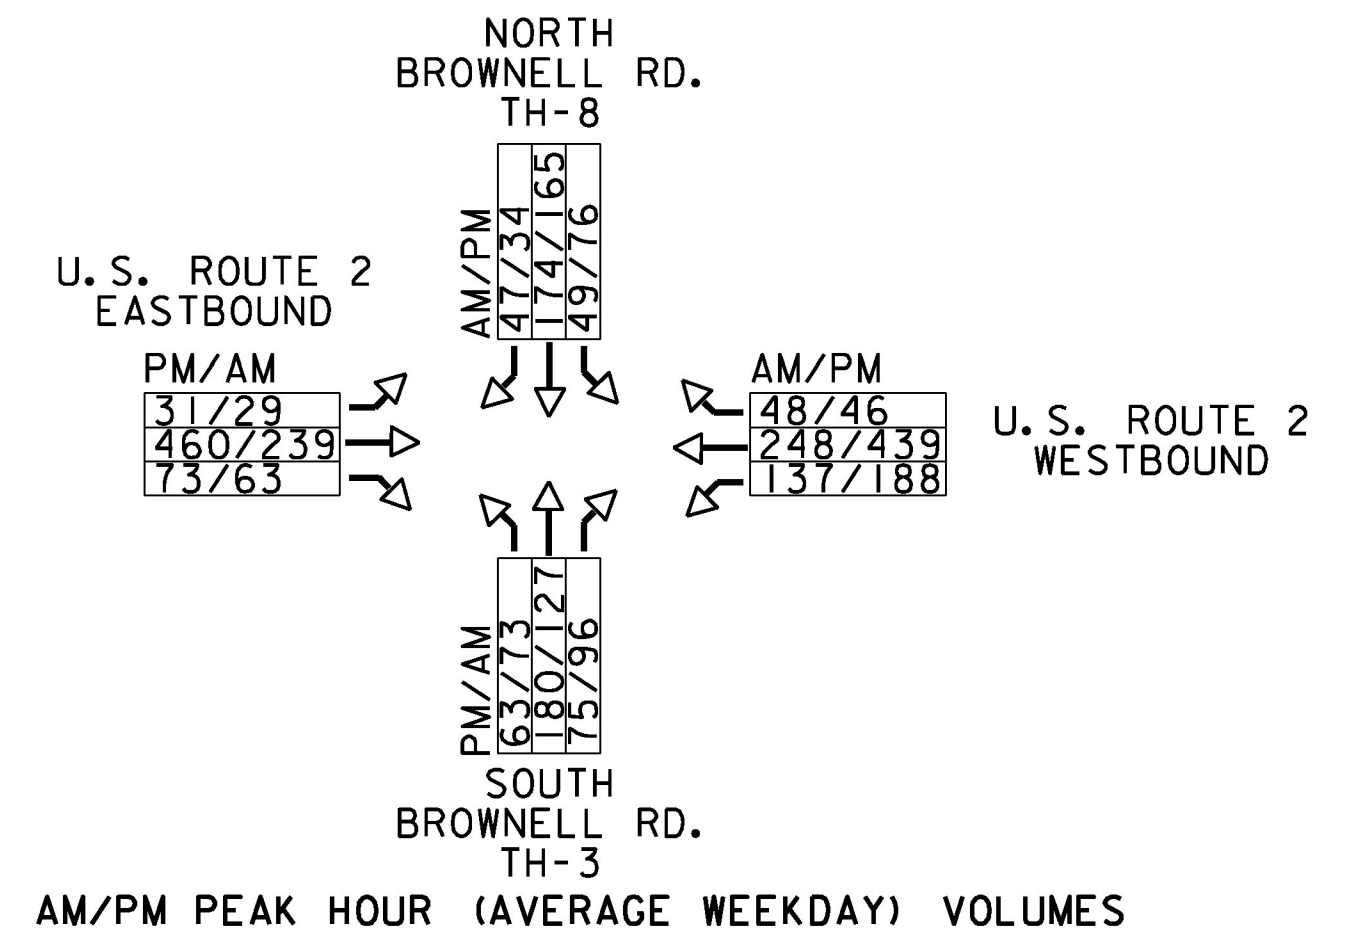 NORTH
BROWNELL RD.
TH-8
AM/PM
47/34
174/165
49/76
U.S. ROUTE 2
EASTBOUND
PM/AM
31/29
460/239
73/63
AM/PM
48/46
248/439
137/188
U.S. ROUTE 2
WESTBOUND
PM/AM
63/73
180/127
75/96
SOUTH
BROWNELL RD.
TH-3
AM/PM PEAK HOUR (AVERAGE WEEKDAY) VOLUMES